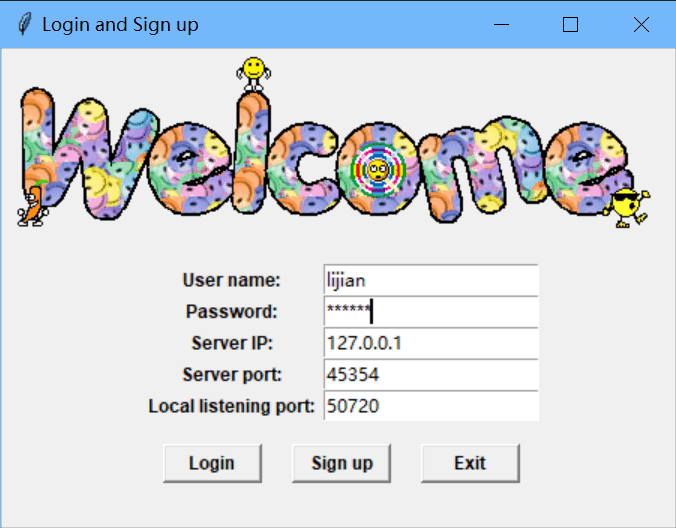 Login and Sign up
Welcome
User name: lijian
Password: ******
Server IP: 127.0.0.1
Server port: 45354
Local listening port: 50720
Login Sign up Exit